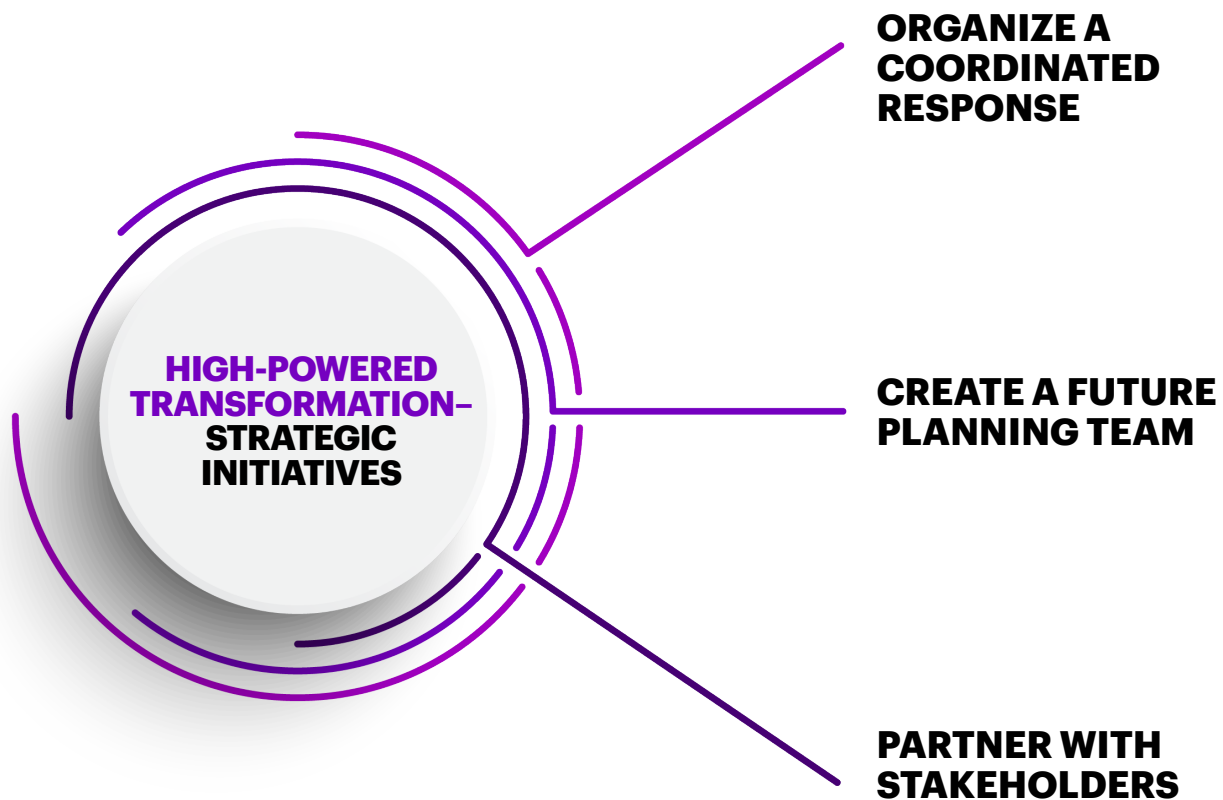 ORGANIZE A
COORDINATED
RESPONSE
HIGH-POWERED
TRANSFORMATION–
STRATEGIC
INITIATIVES
CREATE A FUTURE
PLANNING TEAM
PARTNER WITH
STAKEHOLDERS